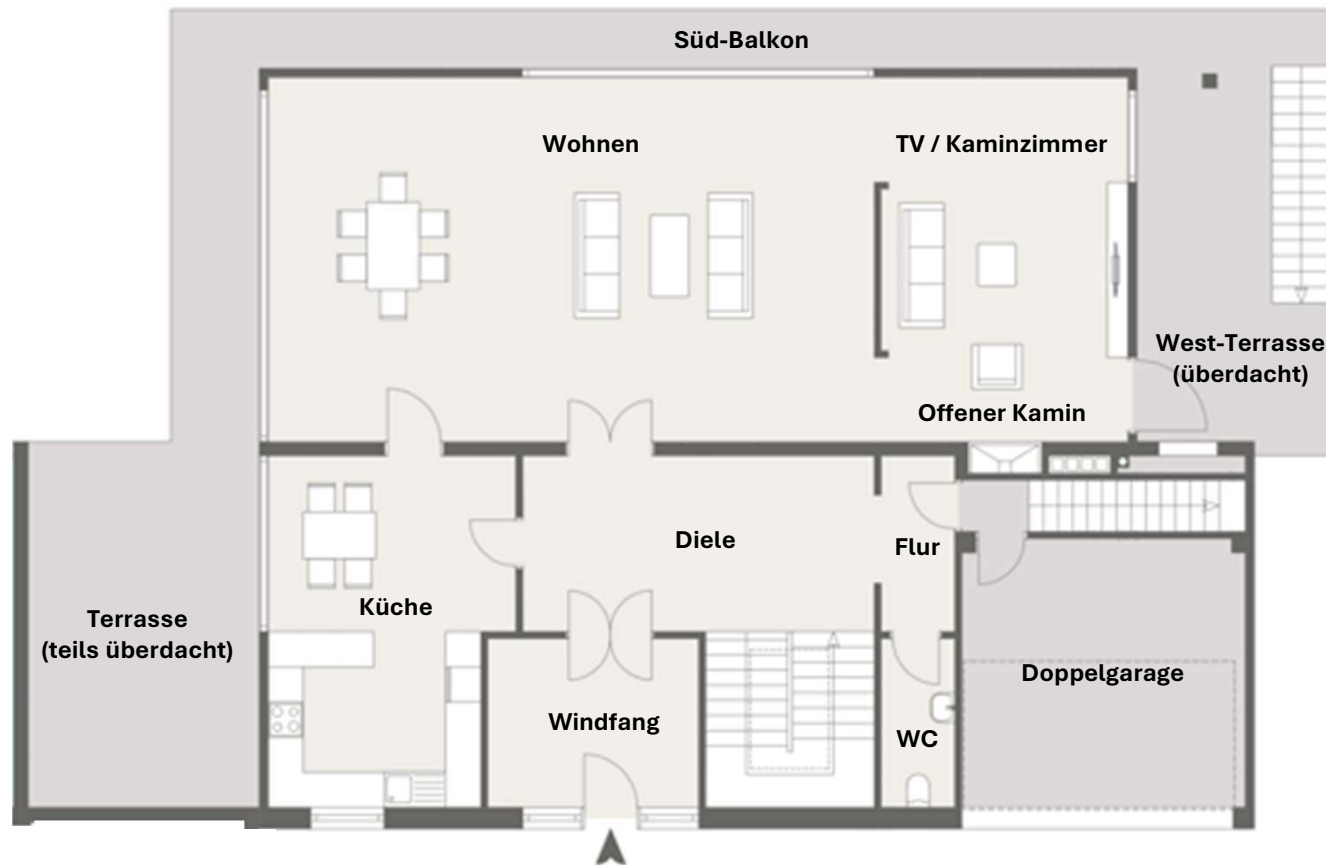 Süd-Balkon
Wohnen
TV / Kaminzimmer
West-Terrasse
(überdacht)
Offener Kamin
Diele
Flur
Küche
Terrasse
(teils überdacht)
Doppelgarage
Windfang
WC